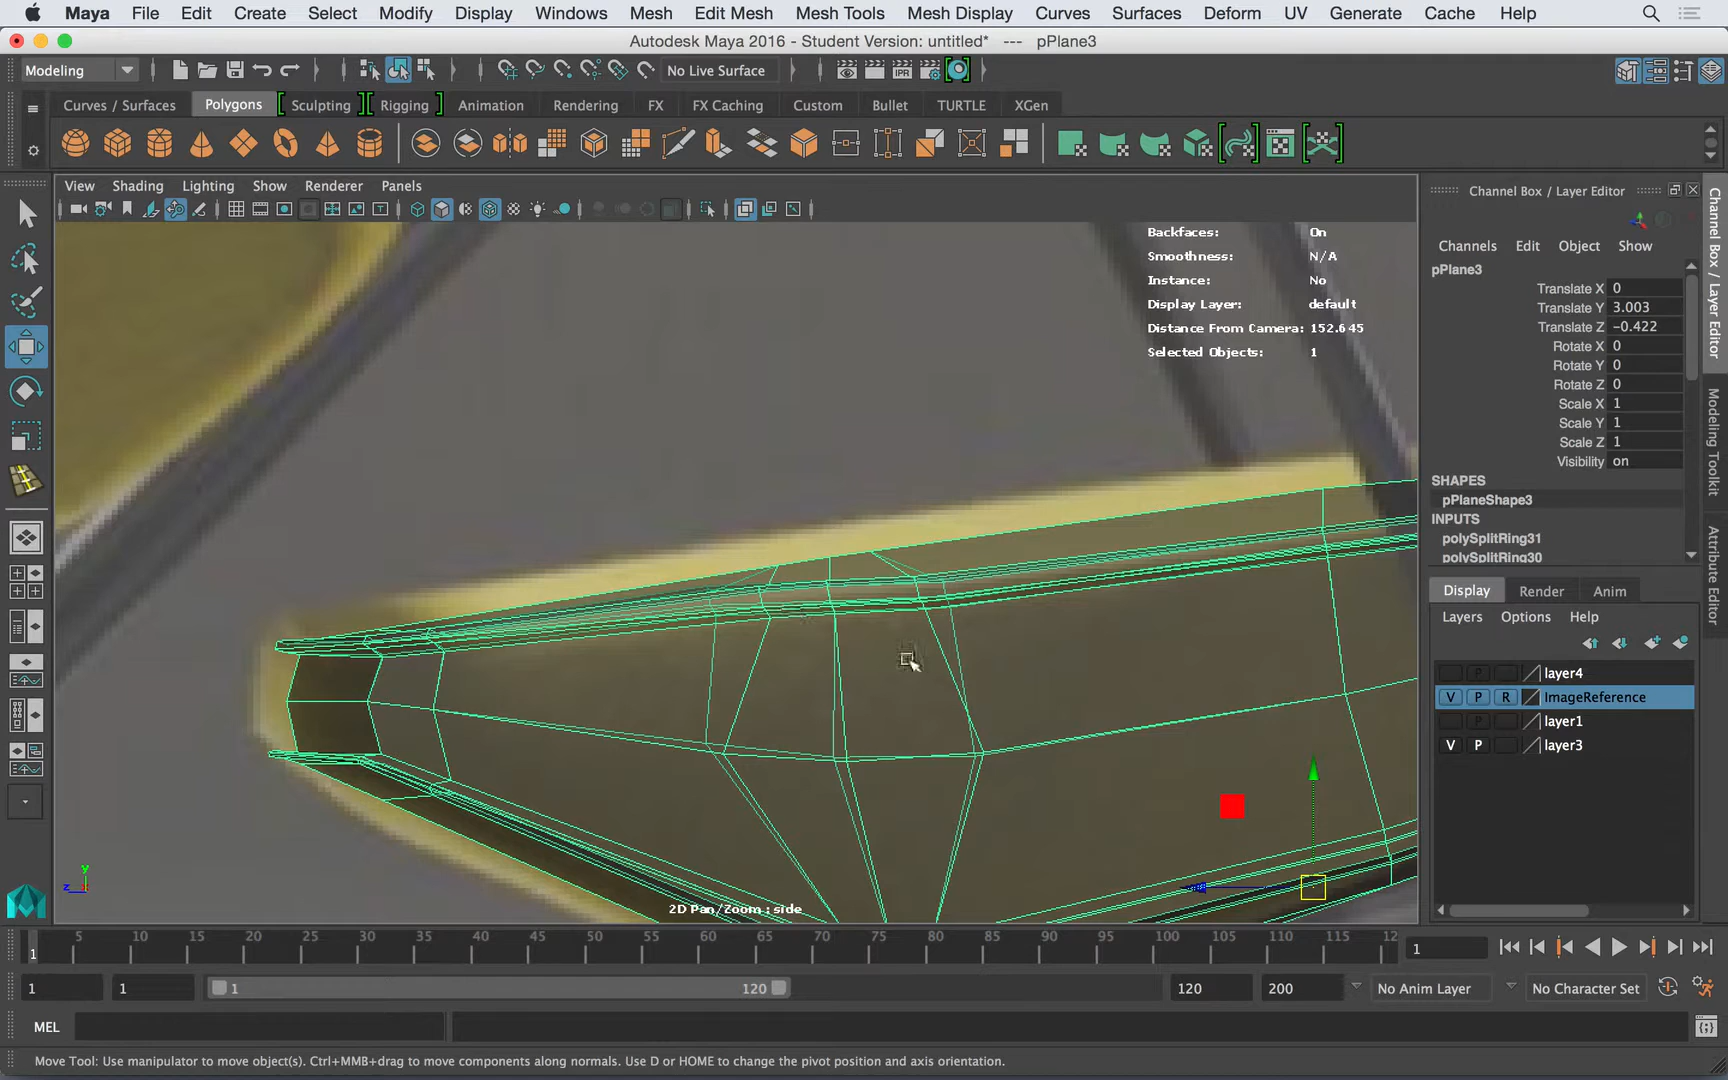 Maya File Edit Create Select Modify Display Windows Mesh Edit Mesh Mesh Tools Mesh Display Curves Surfaces Deform UV Generate Cache Help
Autodesk Maya 2016 - Student Version: untitled* --- pPlane3
Modeling No Live Surface IPR
Curves / Surfaces Polygons Sculpting Rigging Animation Rendering FX FX Caching Custom Bullet TURTLE XGen
View Shading Lighting Show Renderer Panels
Backfaces: On
Smoothness: N/A
Instance: No
Display Layer: default
Distance From Camera: 152.645
Selected Objects: 1
2D Pan/Zoom : side
y
z
Channel Box / Layer Editor
Channels Edit Object Show
pPlane3
Translate X 0
Translate Y 3.003
Translate Z -0.422
Rotate X 0
Rotate Y 0
Rotate Z 0
Scale X 1
Scale Y 1
Scale Z 1
Visibility on
SHAPES
pPlaneShape3
INPUTS
polySplitRing31
polySplitRing30
Display Render Anim
Layers Options Help
P layer4
V P R ImageReference
P layer1
V P layer3
Channel Box / Layer Editor
Modeling Toolkit
Attribute Editor
5 10 15 20 25 30 35 40 45 50 55 60 65 70 75 80 85 90 95 100 105 110 115 12
1 1
1 1 1 120 120 200 No Anim Layer No Character Set
MEL
Move Tool: Use manipulator to move object(s). Ctrl+MMB+drag to move components along normals. Use D or HOME to change the pivot position and axis orientation.